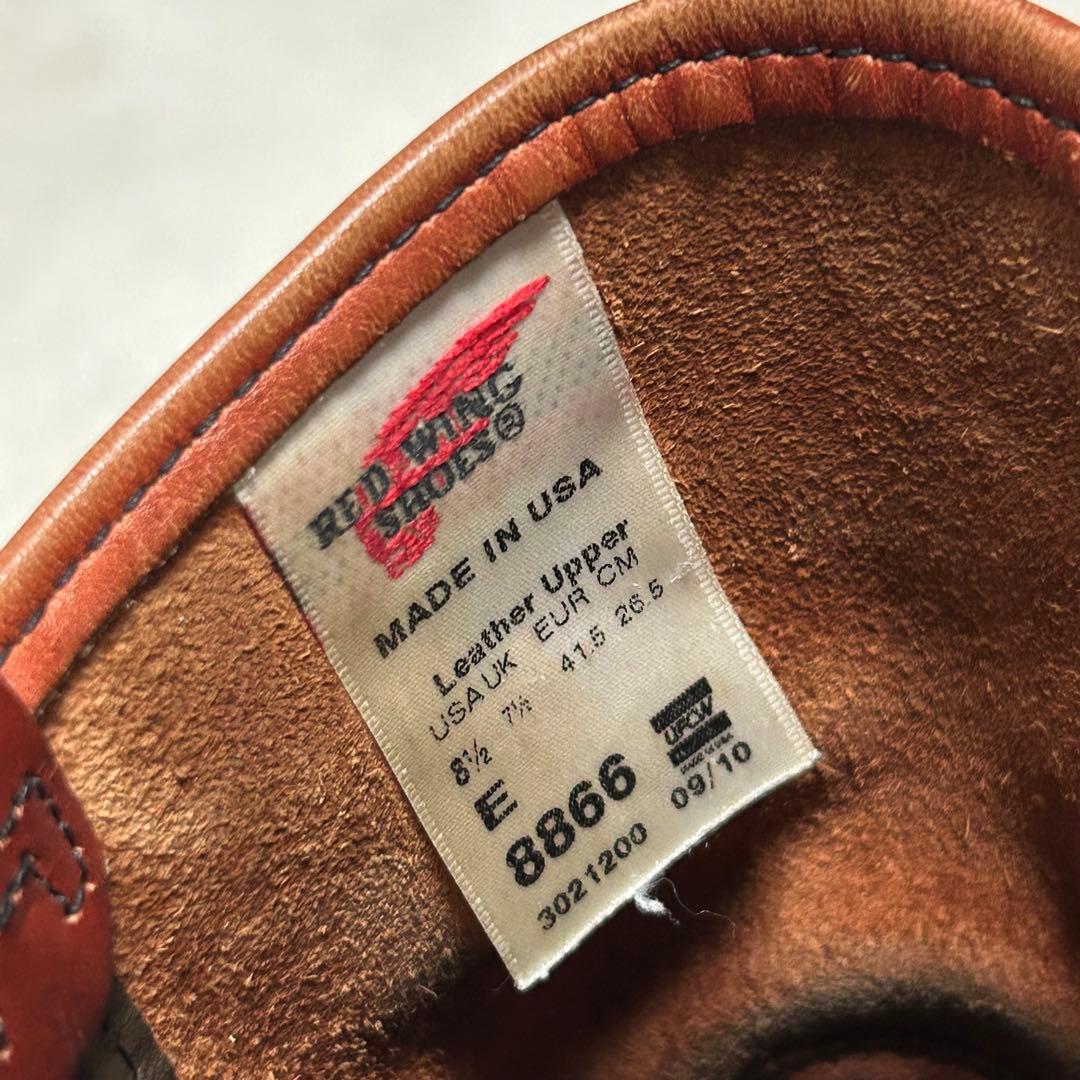 RED WING
SHOES®
MADE IN USA
Leather Upper
USA UK EUR CM
8½ 7½ 41.5 26.5
E
UFCW
8866
09/10
3021200